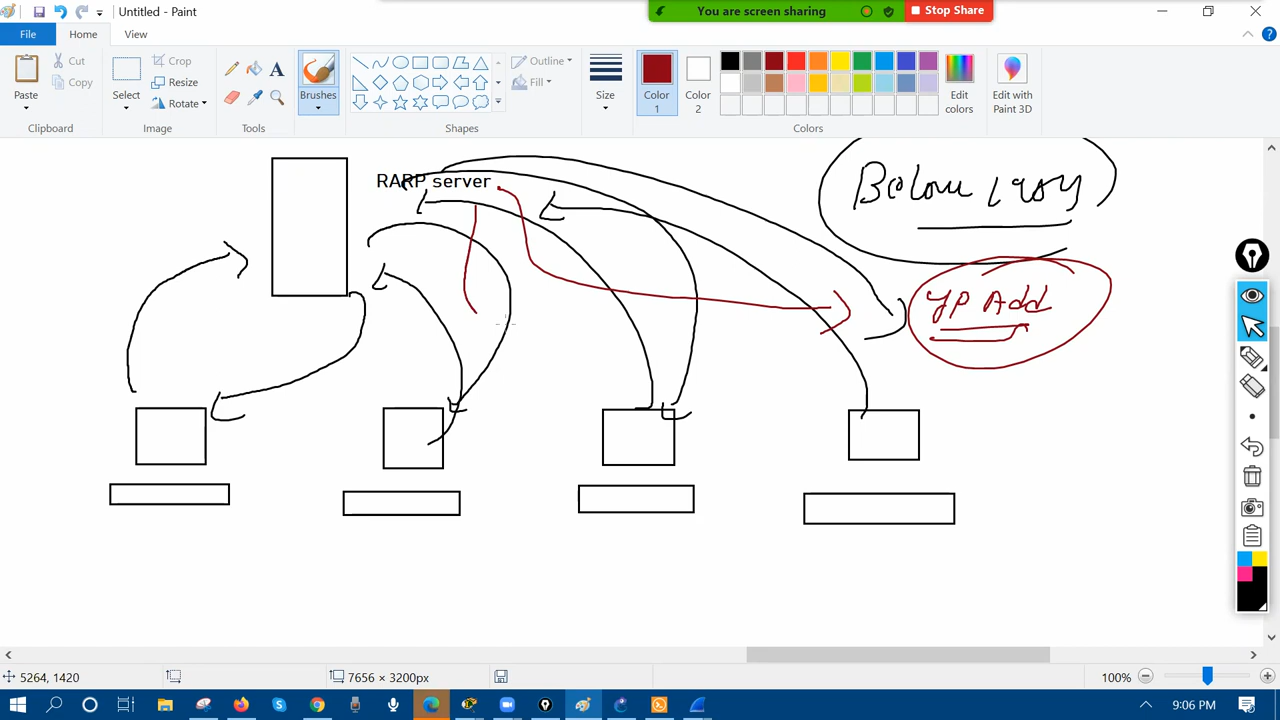 Untitled - Paint
You are screen sharing
Stop Share
File
Home
View
Paste
Cut
Copy
Clipboard
Select
Crop
Resize
Rotate
Image
Tools
Brushes
Outline
Fill
Shapes
Size
Color 1
Color 2
Edit colors
Colors
Edit with Paint 3D
RARP server
IP Add
5264, 1420
7656 × 3200px
100%
9:06 PM